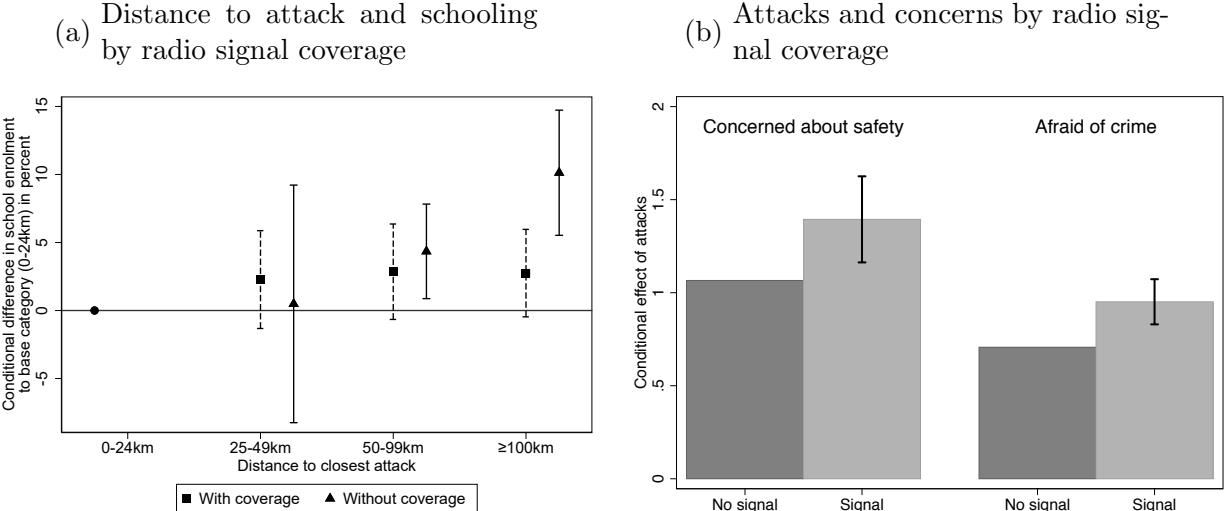 (a) Distance to attack and schooling
by radio signal coverage
Conditional difference in school enrolment
to base category (0-24km) in percent
15
10
5
0
-5
0-24km 25-49km 50-99km ≥100km
Distance to closest attack
With coverage Without coverage
(b) Attacks and concerns by radio sig-
nal coverage
Conditional effect of attacks
2
1.5
1
.5
0
Concerned about safety Afraid of crime
No signal Signal No signal Signal